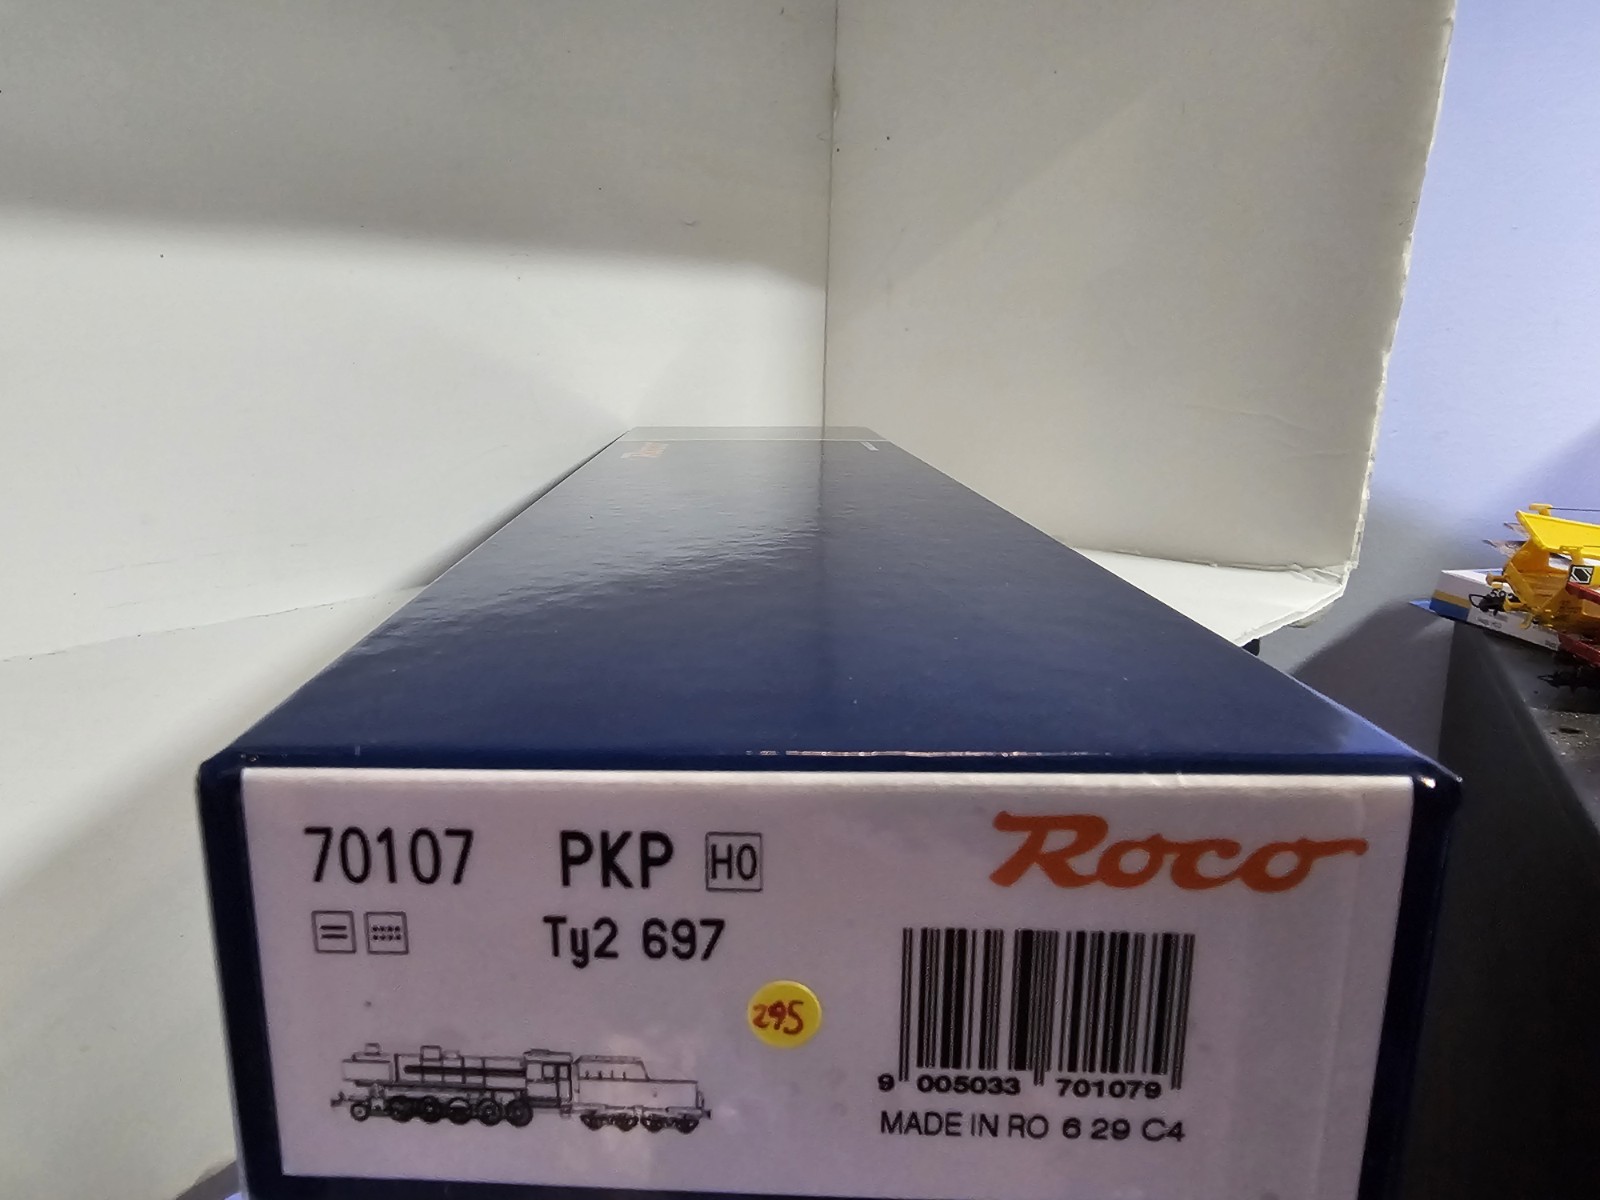 70107 PKP H0 Roco
Ty2 697
295
9 005033 701079
MADE IN RO 6 29 C4